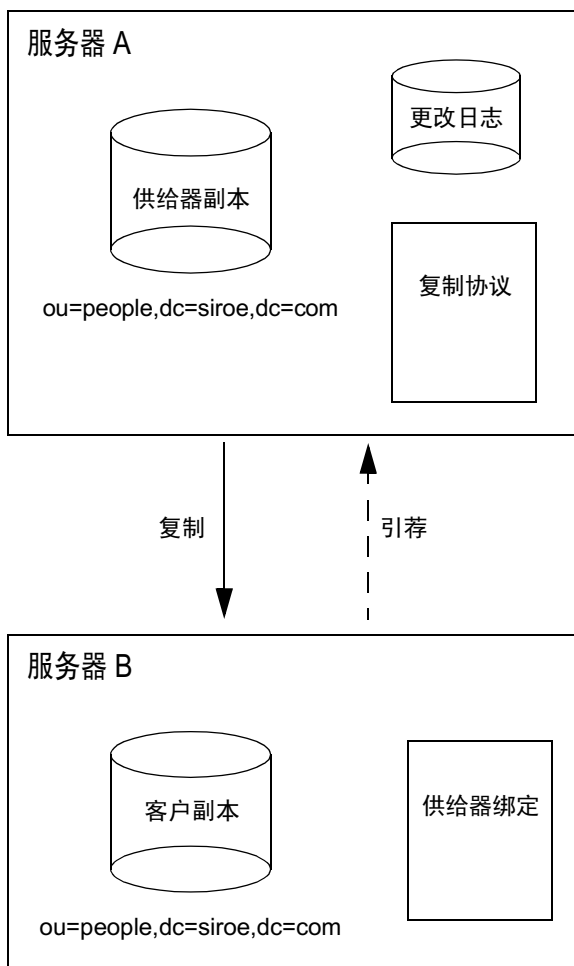 服务器 A
更改日志
供给器副本
复制协议
ou=people,dc=siroe,dc=com
复制
引荐
服务器 B
客户副本
供给器绑定
ou=people,dc=siroe,dc=com